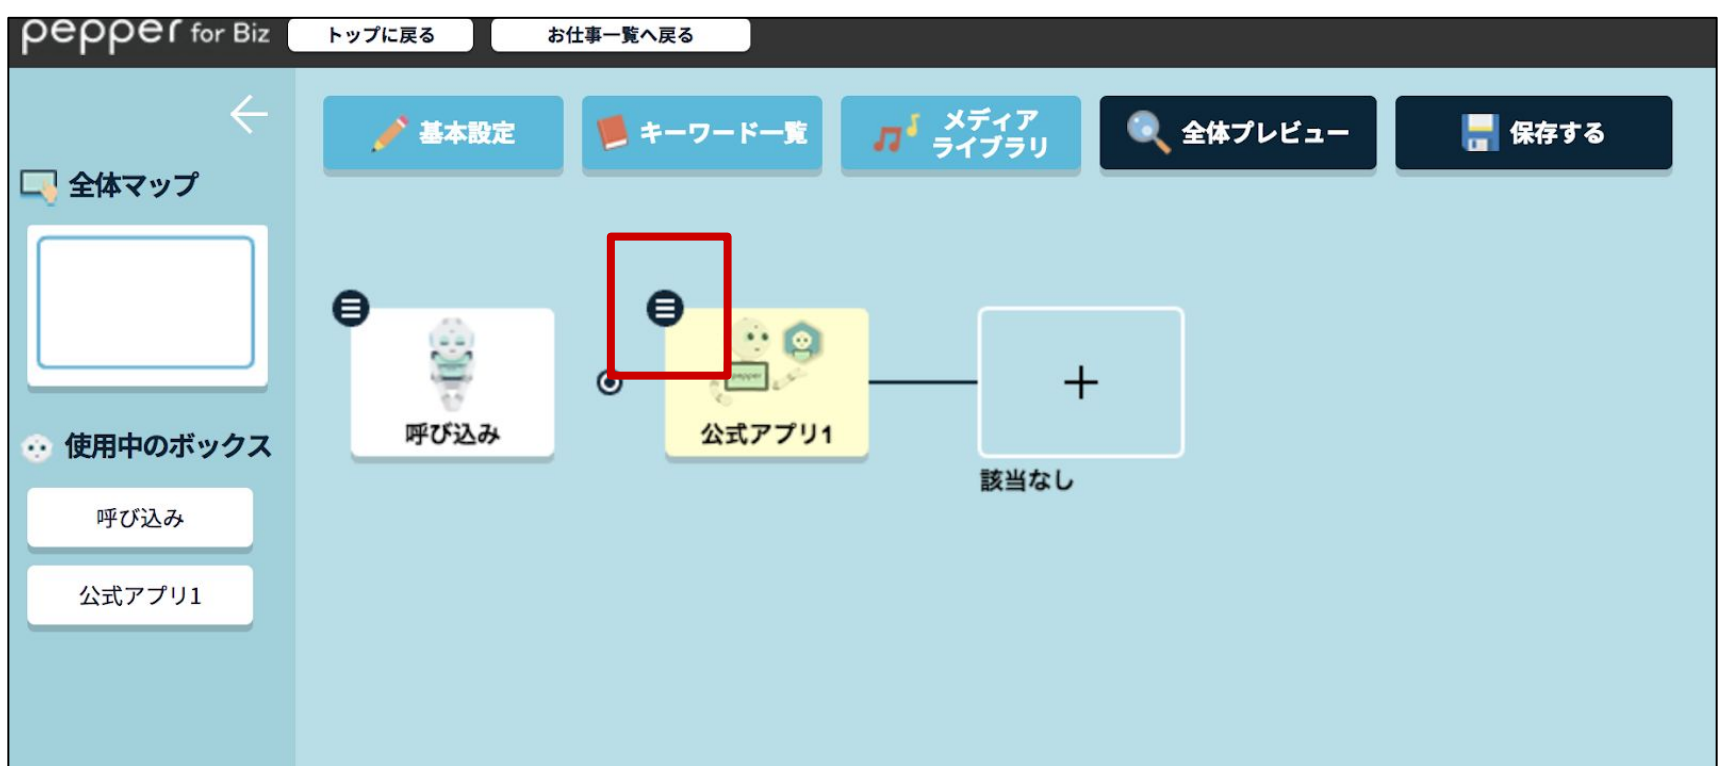 pepper for Biz
トップに戻る
お仕事一覧へ戻る
基本設定
キーワード一覧
メディア
ライブラリ
全体プレビュー
保存する
全体マップ
使用中のボックス
呼び込み
公式アプリ1
呼び込み
pepper
公式アプリ1
+
該当なし